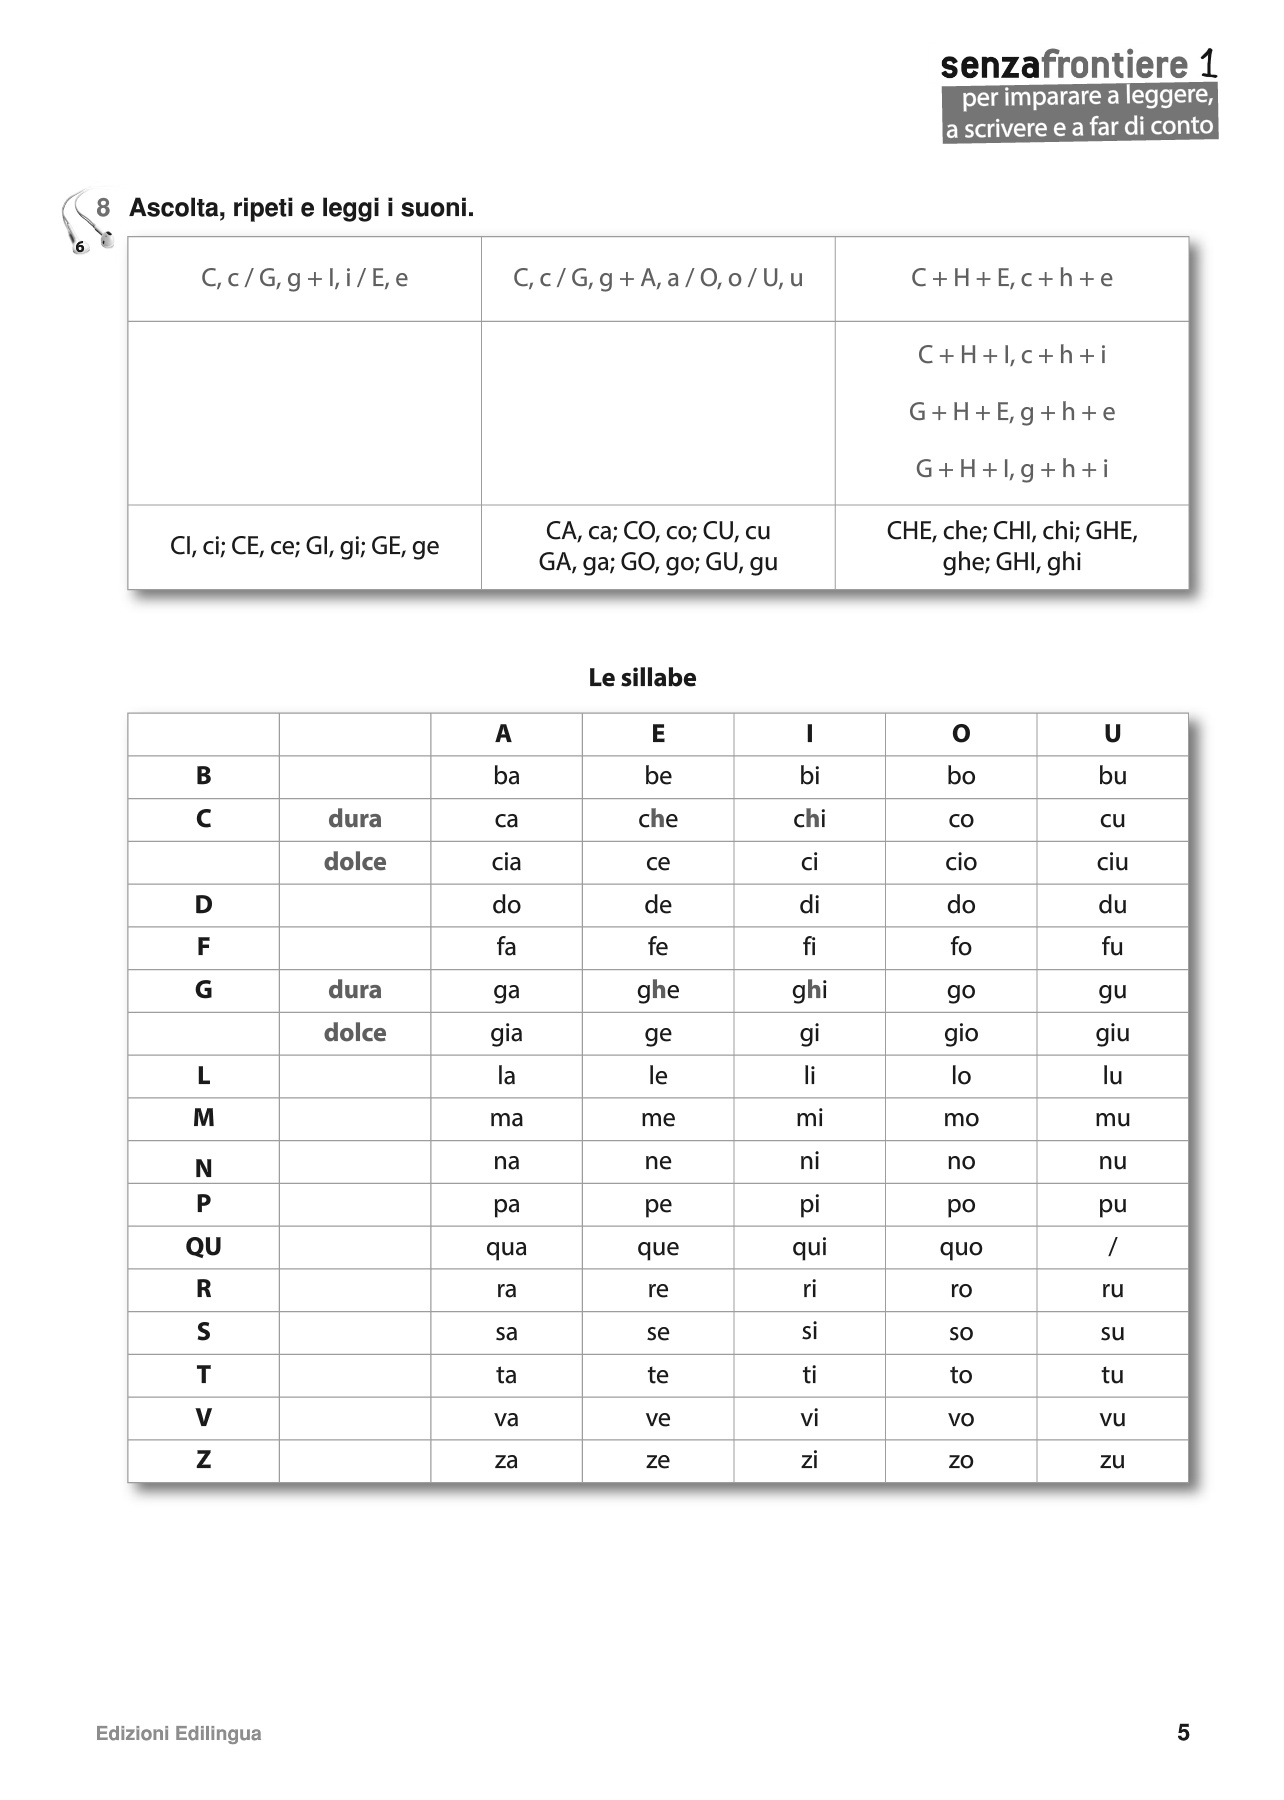 senzafrontiere 1
per imparare a leggere,
a scrivere e a far di conto
6
8 Ascolta, ripeti e leggi i suoni.
C, c / G, g + I, i / E, e C, c / G, g + A, a / O, o / U, u C + H + E, c + h + e
C + H + I, c + h + i
G + H + E, g + h + e
G + H + I, g + h + i
CI, ci; CE, ce; GI, gi; GE, ge
CA, ca; CO, co; CU, cu
GA, ga; GO, go; GU, gu
CHE, che; CHI, chi; GHE,
ghe; GHI, ghi
Le sillabe
A E I O U
B ba be bi bo bu
C dura ca che chi co cu
dolce cia ce ci cio ciu
D do de di do du
F fa fe fi fo fu
G dura ga ghe ghi go gu
dolce gia ge gi gio giu
L la le li lo lu
M ma me mi mo mu
N na ne ni no nu
P pa pe pi po pu
QU qua que qui quo /
R ra re ri ro ru
S sa se si so su
T ta te ti to tu
V va ve vi vo vu
Z za ze zi zo zu
Edizioni Edilingua 5